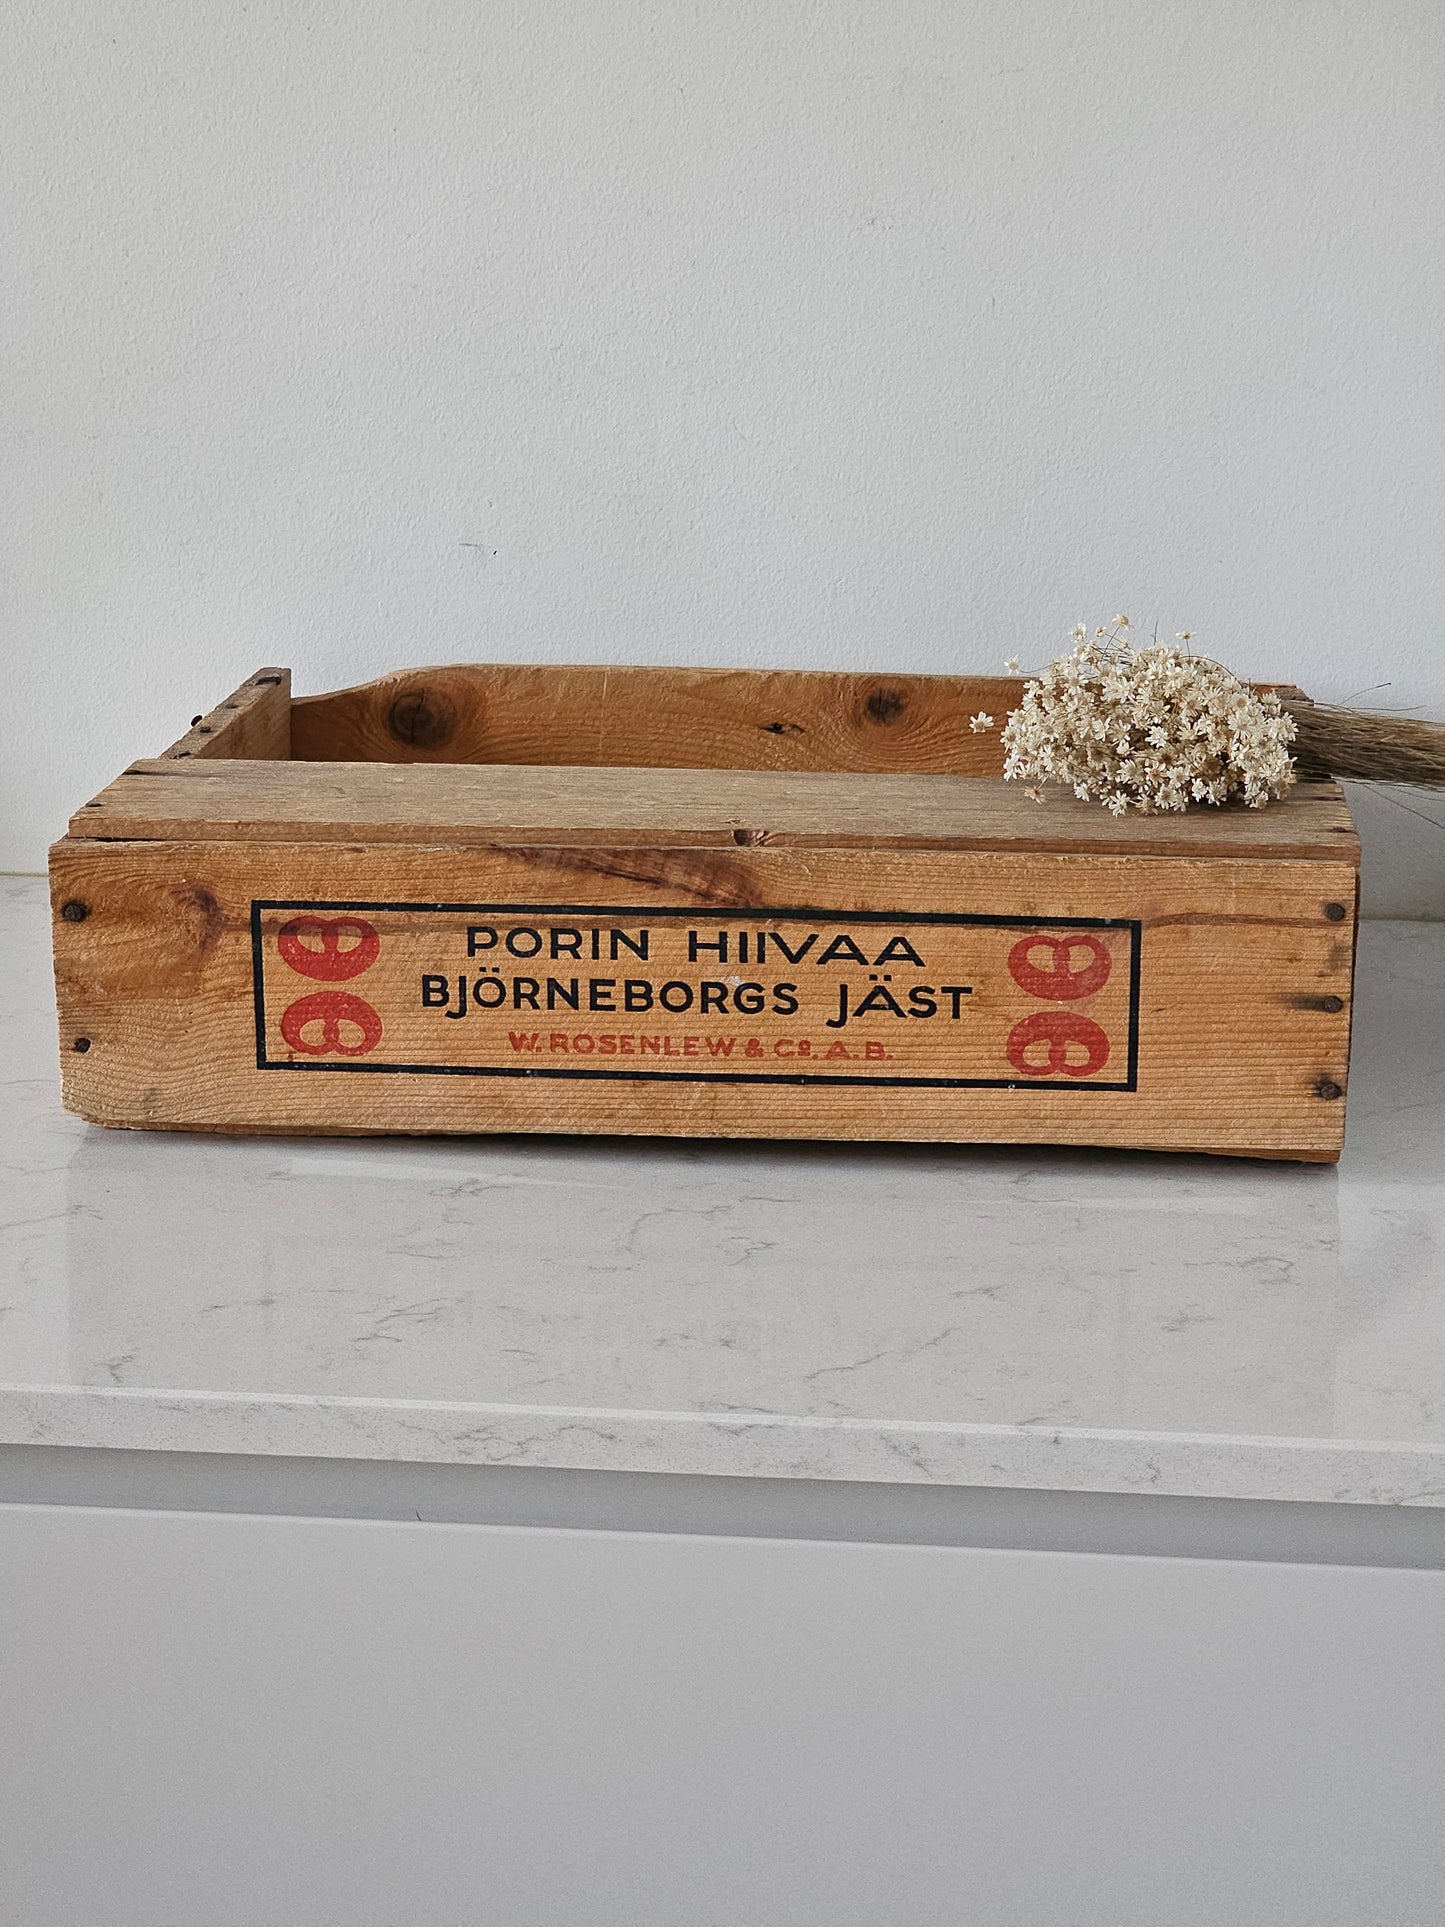 PORIN HIIVAA
BJÖRNEBORGS JÄST
W. ROSENLEW & Cº. A. B.